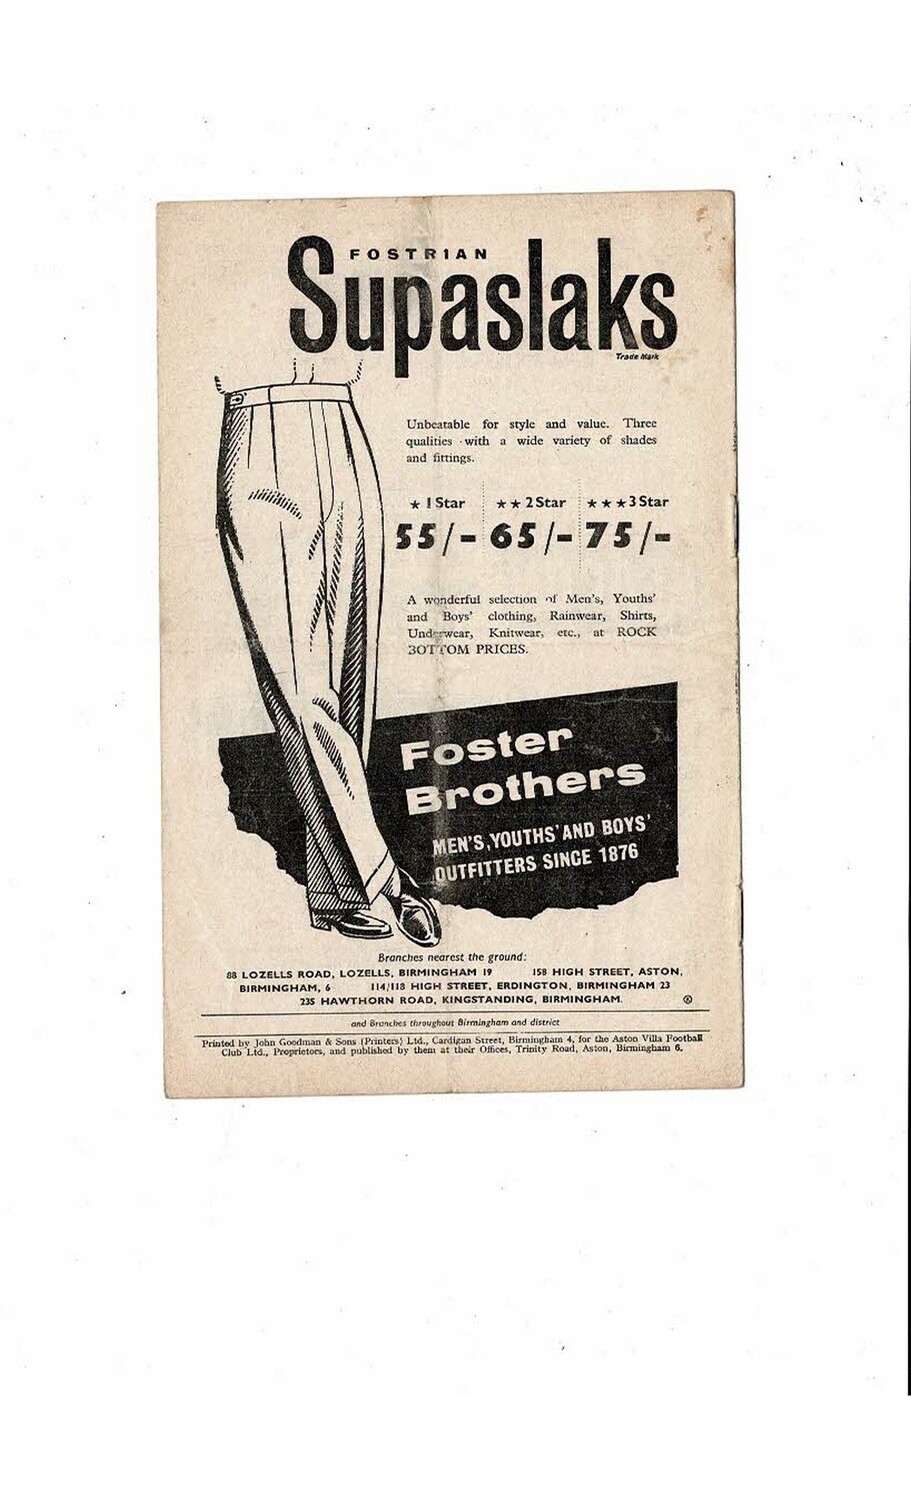 FOSTRIAN
Supaslaks
Trade Mark
Unbeatable for style and value. Three
qualities with a wide variety of shades
and fittings.
★ 1 Star ★★ 2 Star ★★★ 3 Star
55/- 65/- 75/-
A wonderful selection of Men's, Youths'
and Boys' clothing, Rainwear, Shirts,
Underwear, Knitwear, etc., at ROCK
BOTTOM PRICES.
Foster
Brothers
MEN'S, YOUTHS' AND BOYS'
OUTFITTERS SINCE 1876
Branches nearest the ground:
88 LOZELLS ROAD, LOZELLS, BIRMINGHAM 19 158 HIGH STREET, ASTON,
BIRMINGHAM, 6 114/118 HIGH STREET, ERDINGTON, BIRMINGHAM 23
235 HAWTHORN ROAD, KINGSTANDING, BIRMINGHAM.
and Branches throughout Birmingham and district
Printed by John Goodman & Sons (Printers) Ltd., Cardigan Street, Birmingham 4, for the Aston Villa Football
Club Ltd., Proprietors, and published by them at their Offices, Trinity Road, Aston, Birmingham 6.